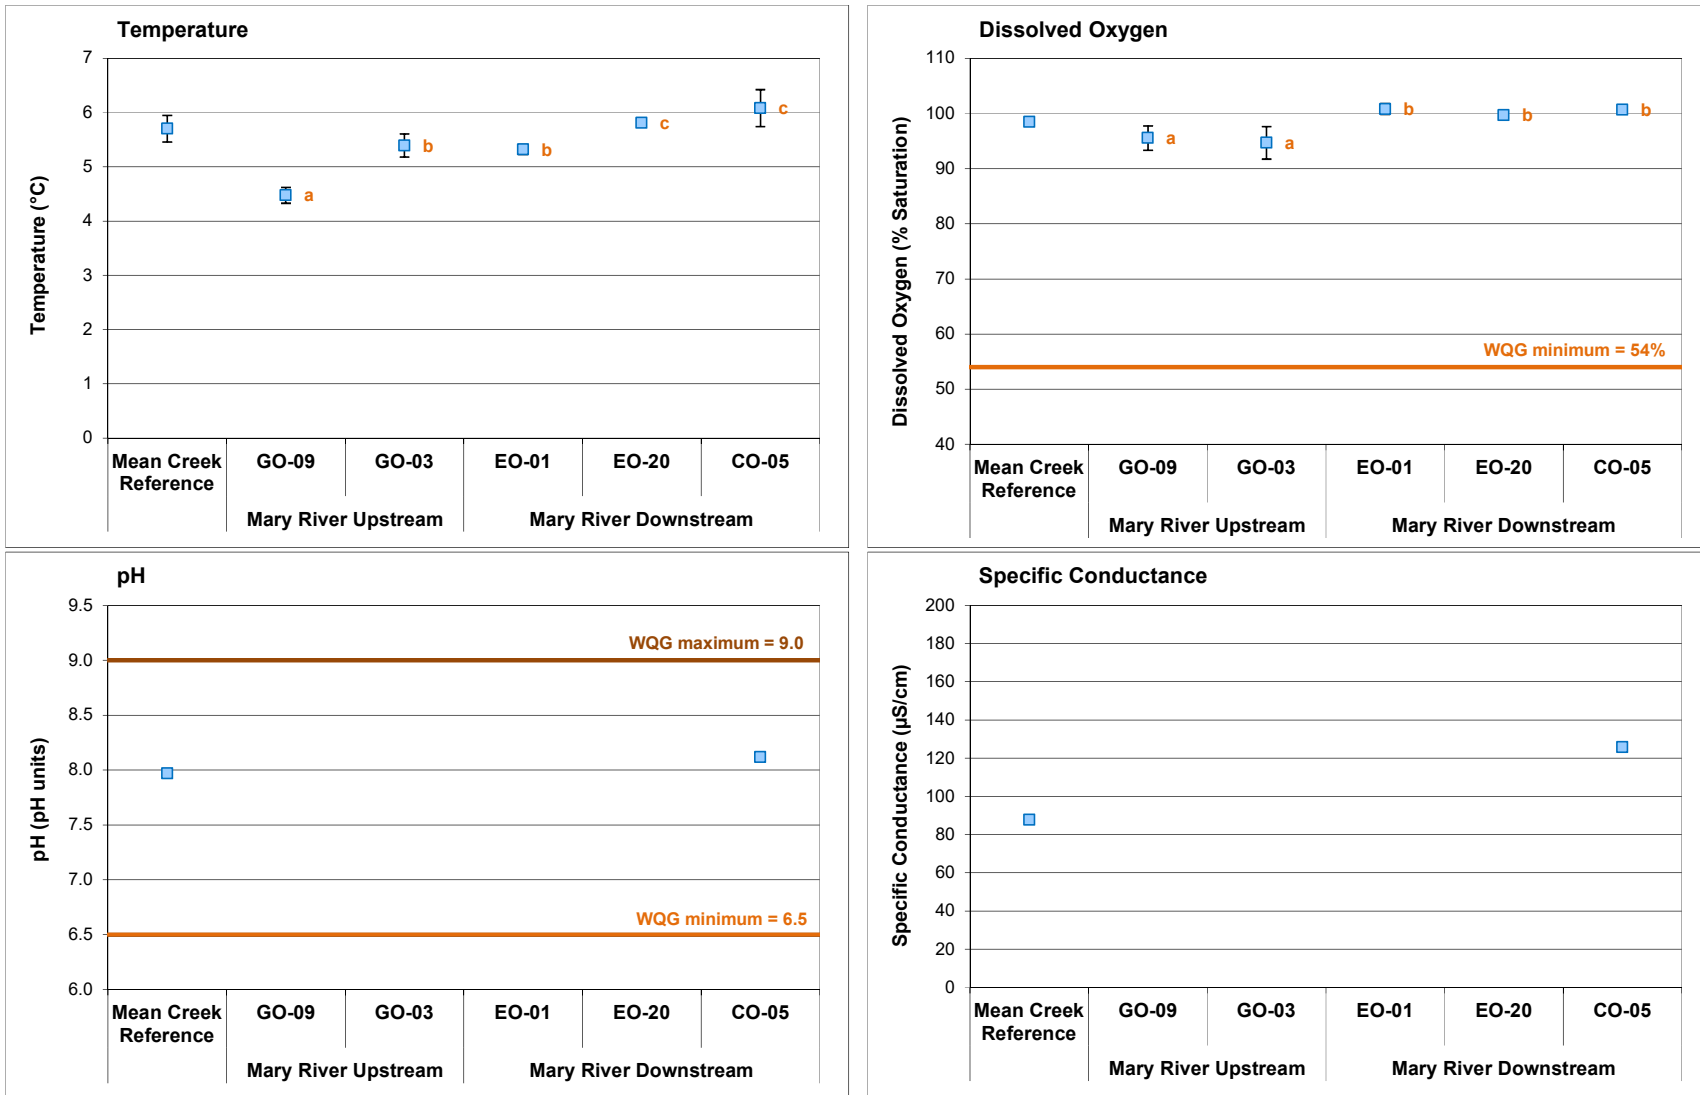 Temperature
7
6
5
4
3
2
1
0
Temperature (°C)
a
b
b
c
c
Mean Creek Reference
GO-09
GO-03
EO-01
EO-20
CO-05
Mary River Upstream
Mary River Downstream
Dissolved Oxygen
110
100
90
80
70
60
50
40
Dissolved Oxygen (% Saturation)
a
a
b
b
b
WQG minimum = 54%
Mean Creek
Reference
GO-09
GO-03
EO-01
EO-20
CO-05
Mary River Upstream
Mary River Downstream
pH
9.5
9.0
8.5
8.0
7.5
7.0
6.5
6.0
pH (pH units)
WQG maximum = 9.0
WQG minimum = 6.5
Mean Creek
Reference
GO-09
GO-03
EO-01
EO-20
CO-05
Mary River Upstream
Mary River Downstream
Specific Conductance
200
180
160
140
120
100
80
60
40
20
0
Specific Conductance (µS/cm)
Mean Creek
Reference
GO-09
GO-03
EO-01
EO-20
CO-05
Mary River Upstream
Mary River Downstream